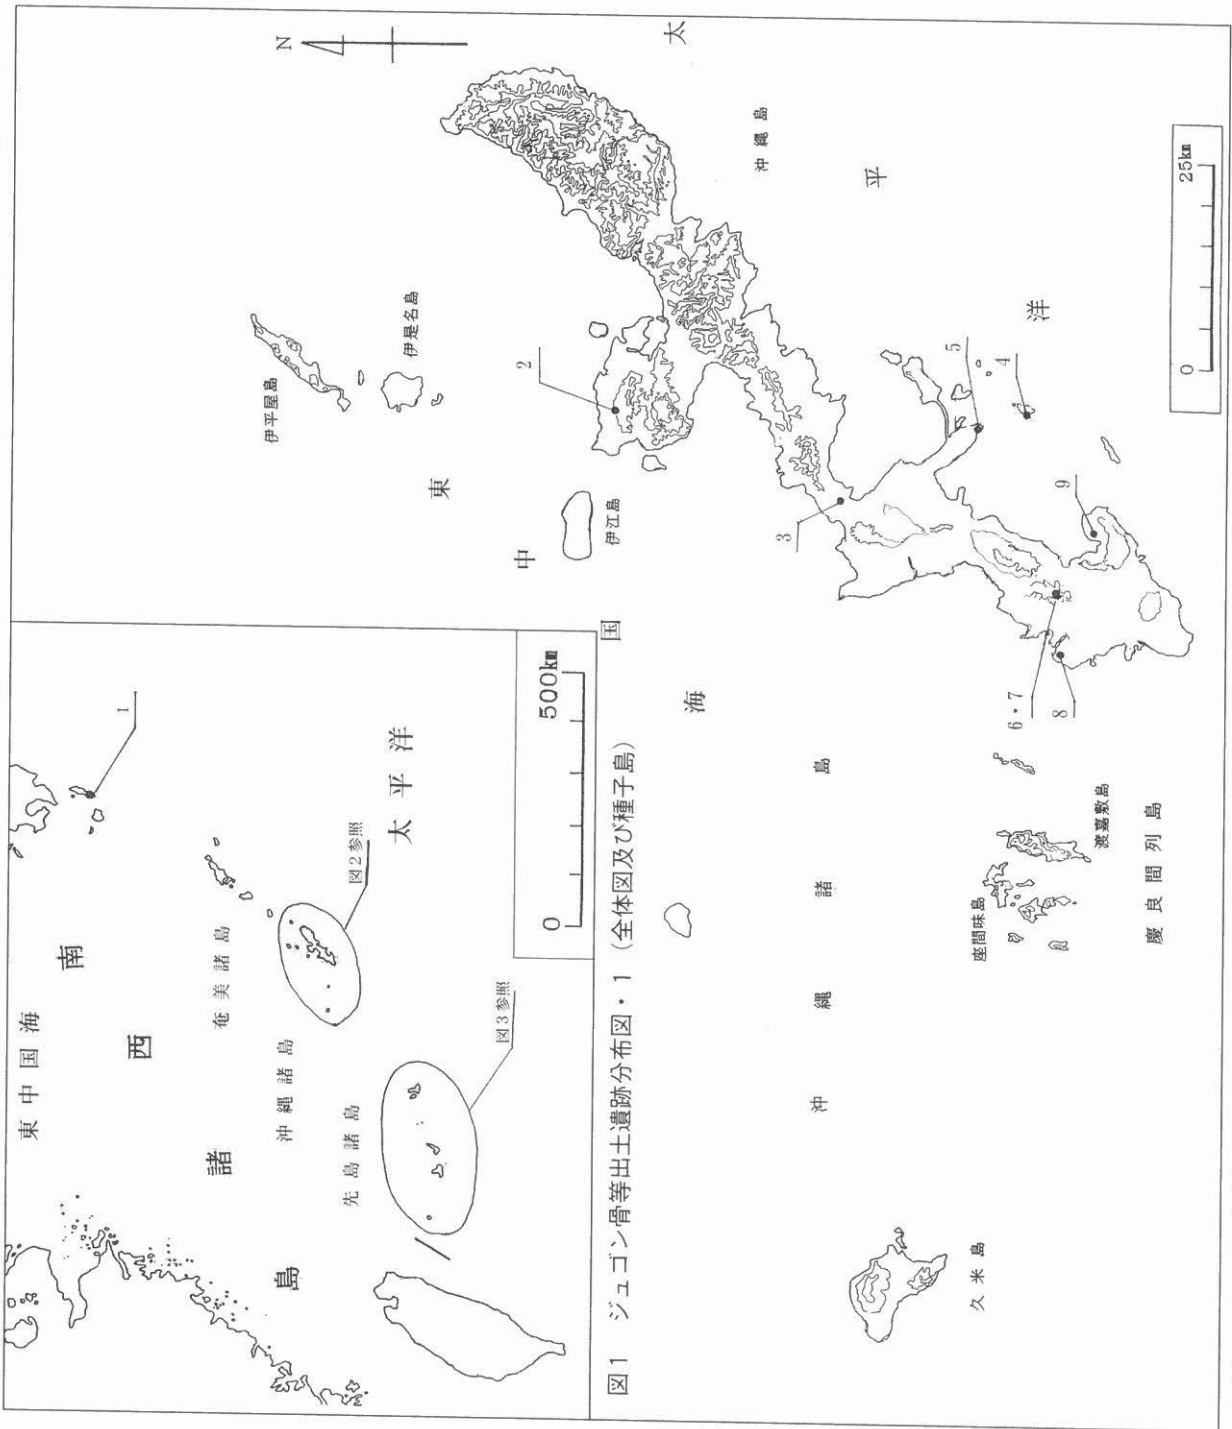 東中国海
南西諸島
奄美諸島
沖縄諸島
先島諸島
太平洋
1
図2参照
図3参照
0 500km
図1 ジュゴン骨等出土遺跡分布図・1（全体図及び種子島）
N
伊平屋島
伊是名島
伊江島
東中国海
沖縄島
太平洋
2
3
4
5
6・7
8
9
沖縄諸島
座間味島
渡嘉敷島
慶良間列島
久米島
0 25km